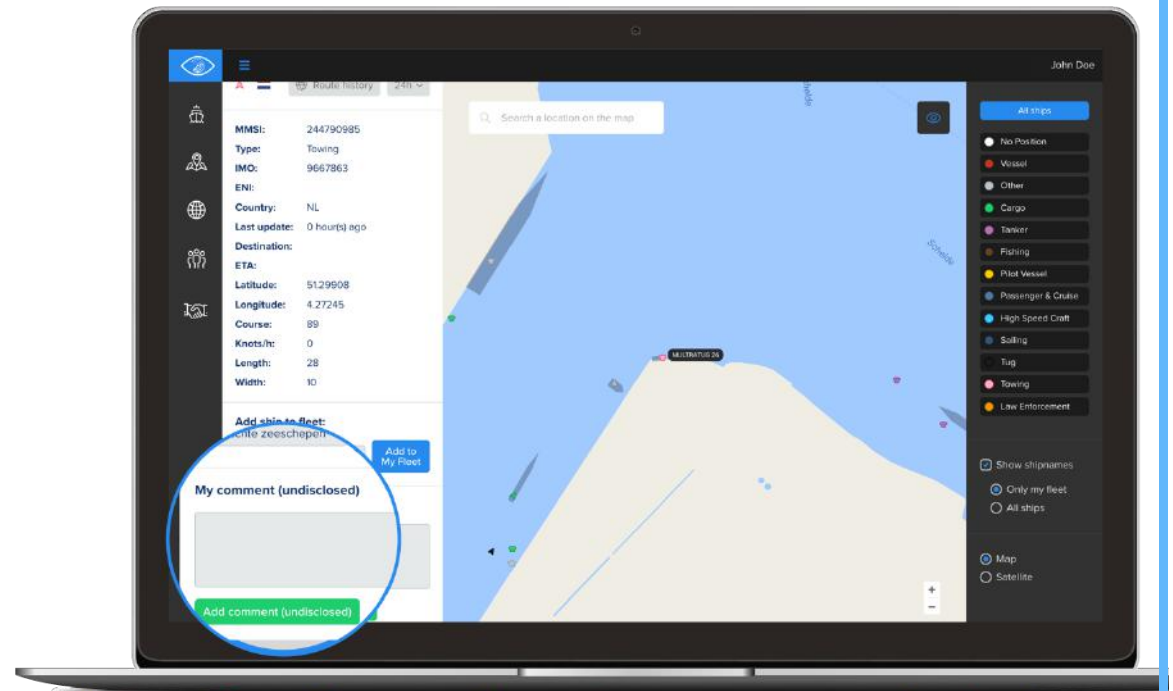 John Doe
Route history 24h
MMSI: 244790985
Type: Towing
IMO: 9667863
ENI:
Country: NL
Last update: 0 hour(s) ago
Destination:
ETA:
Latitude: 51.29908
Longitude: 4.27245
Course: 89
Knots/h: 0
Length: 28
Width: 10
Add ship to fleet:
zeeschepen
Add to
My Fleet
My comment (undisclosed)
Add comment (undisclosed)
Search a location on the map
Schelde
Schelde
MULTRATUG 26
All ships
No Position
Vessel
Other
Cargo
Tanker
Fishing
Pilot Vessel
Passenger & Cruise
High Speed Craft
Sailing
Tug
Towing
Law Enforcement
Show shipnames
Only my fleet
All ships
Map
Satellite
+
−